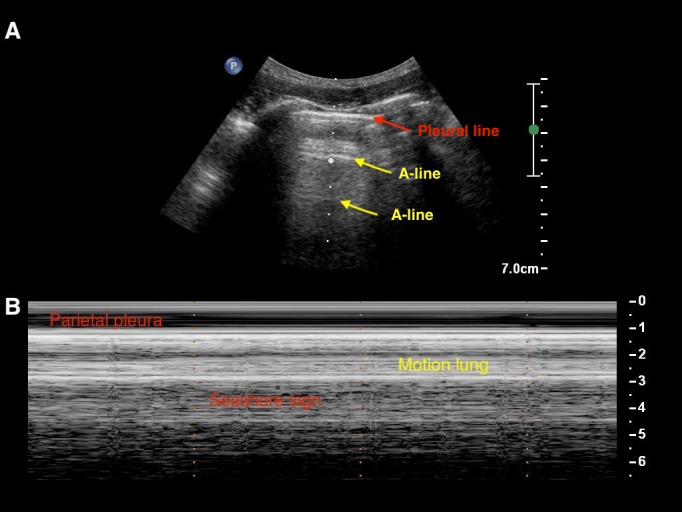 A
P
Pleural line
A-line
A-line
7.0cm
B
0
Parietal pleura
1
2
Motion lung
3
Seashore sign
4
5
6